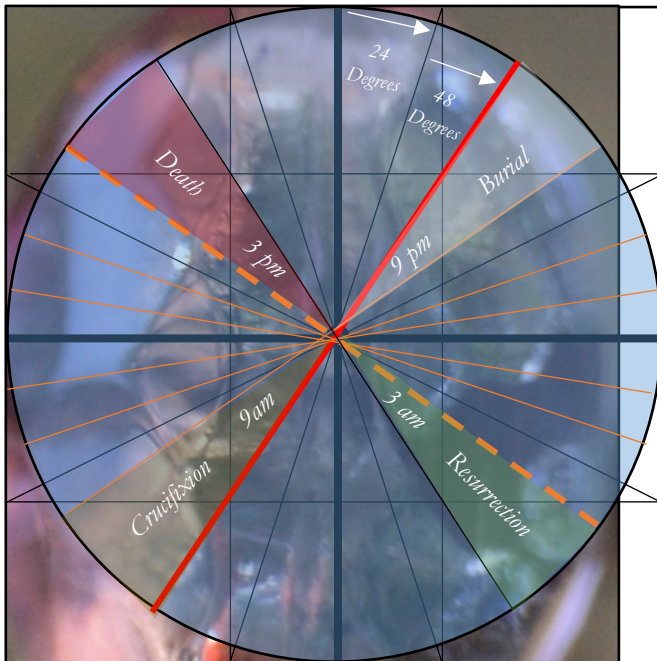 24
Degrees
48
Degrees
Death
3 pm
Burial
9 pm
9am
Crucifixion
3 am
Resurrection